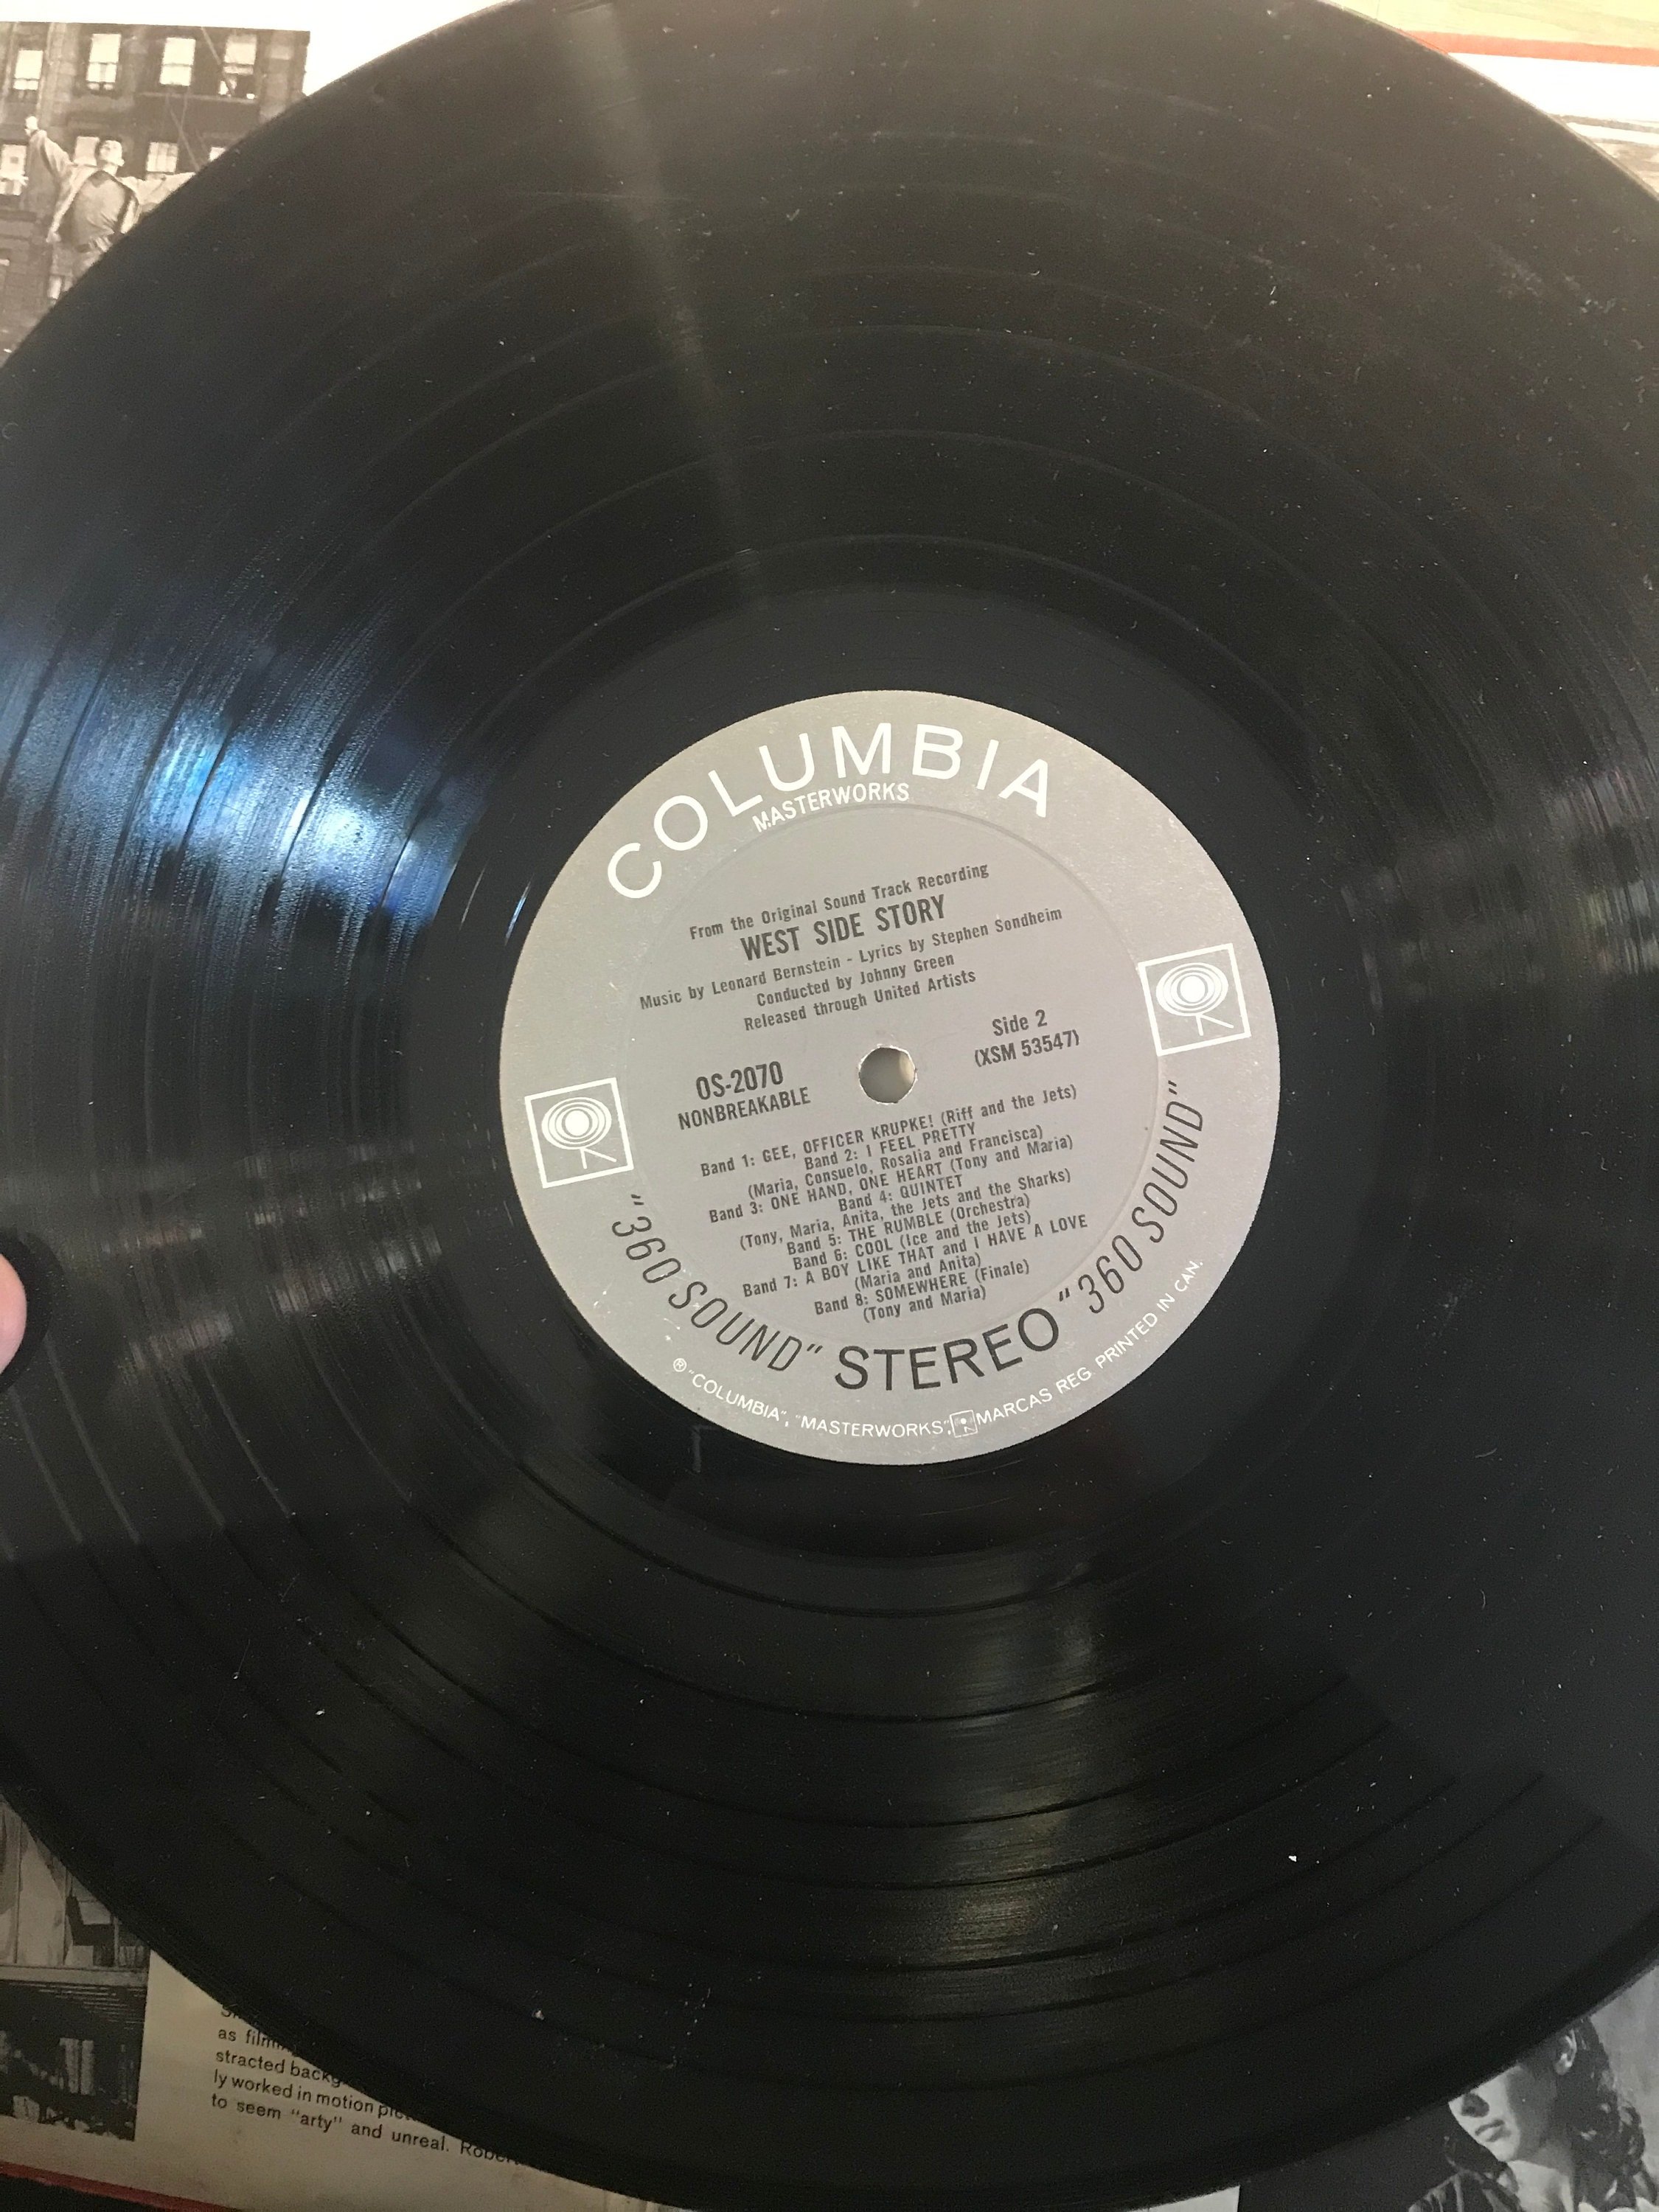 COLUMBIA
MASTERWORKS
From the Original Sound Track Recording
WEST SIDE STORY
Music by Leonard Bernstein - Lyrics by Stephen Sondheim
Conducted by Johnny Green
Released through United Artists
Side 2
(XSM 53547)
OS-2070
NONBREAKABLE
Band 1: GEE, OFFICER KRUPKE! (Riff and the Jets)
Band 2: I FEEL PRETTY
(Maria, Consuelo, Rosalia and Francisca)
Band 3: ONE HAND, ONE HEART (Tony and Maria)
Band 4: QUINTET
(Tony, Maria, Anita, the Jets and the Sharks)
Band 5: THE RUMBLE (Orchestra)
Band 6: COOL (Ice and the Jets)
Band 7: A BOY LIKE THAT and I HAVE A LOVE
(Maria and Anita)
Band 8: SOMEWHERE (Finale)
(Tony and Maria)
"360 SOUND" STEREO "360 SOUND"
® "COLUMBIA", "MASTERWORKS", MARCAS REG. PRINTED IN CAN.
as
stracted
ly worked in motion
to seem "arty" and unreal.